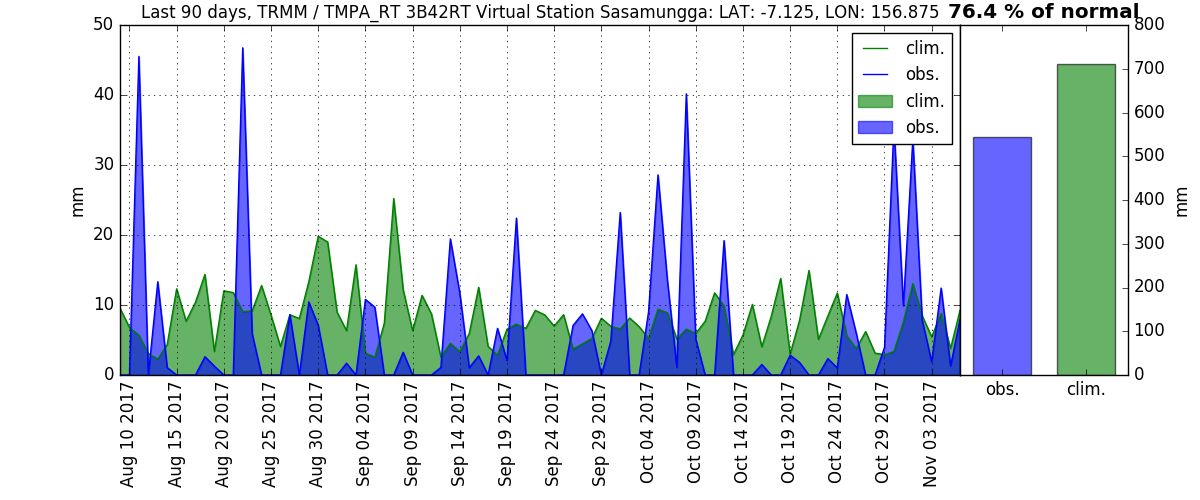 Last 90 days, TRMM / TMPA_RT 3B42RT Virtual Station Sasamungga: LAT: -7.125, LON: 156.875 76.4 % of normal
50
40
30
20
10
0
mm
clim.
obs.
clim.
obs.
800
700
600
500
400
300
200
100
0
mm
Aug 10 2017
Aug 15 2017
Aug 20 2017
Aug 25 2017
Aug 30 2017
Sep 04 2017
Sep 09 2017
Sep 14 2017
Sep 19 2017
Sep 24 2017
Sep 29 2017
Oct 04 2017
Oct 09 2017
Oct 14 2017
Oct 19 2017
Oct 24 2017
Oct 29 2017
Nov 03 2017
obs. clim.